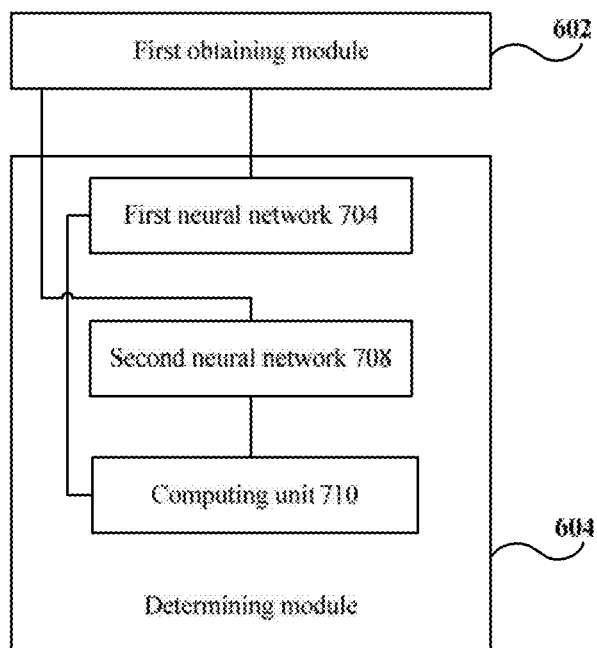 602
First obtaining module
First neural network 704
Second neural network 708
Computing unit 710
604
Determining module